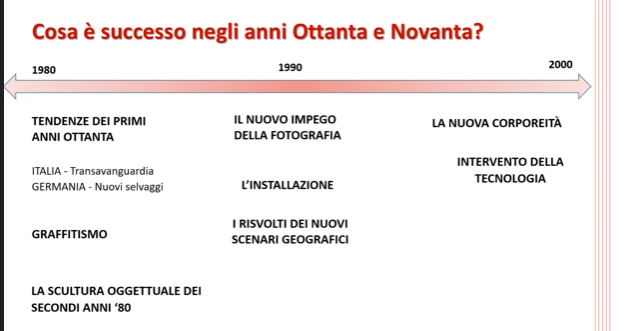 Cosa è successo negli anni Ottanta e Novanta?
1980
1990
2000
TENDENZE DEI PRIMI
ANNI OTTANTA
ITALIA - Transavanguardia
GERMANIA - Nuovi selvaggi
GRAFFITISMO
LA SCULTURA OGGETTUALE DEI
SECONDI ANNI ‘80
IL NUOVO IMPEGO
DELLA FOTOGRAFIA
L’INSTALLAZIONE
I RISVOLTI DEI NUOVI
SCENARI GEOGRAFICI
LA NUOVA CORPOREITÀ
INTERVENTO DELLA
TECNOLOGIA